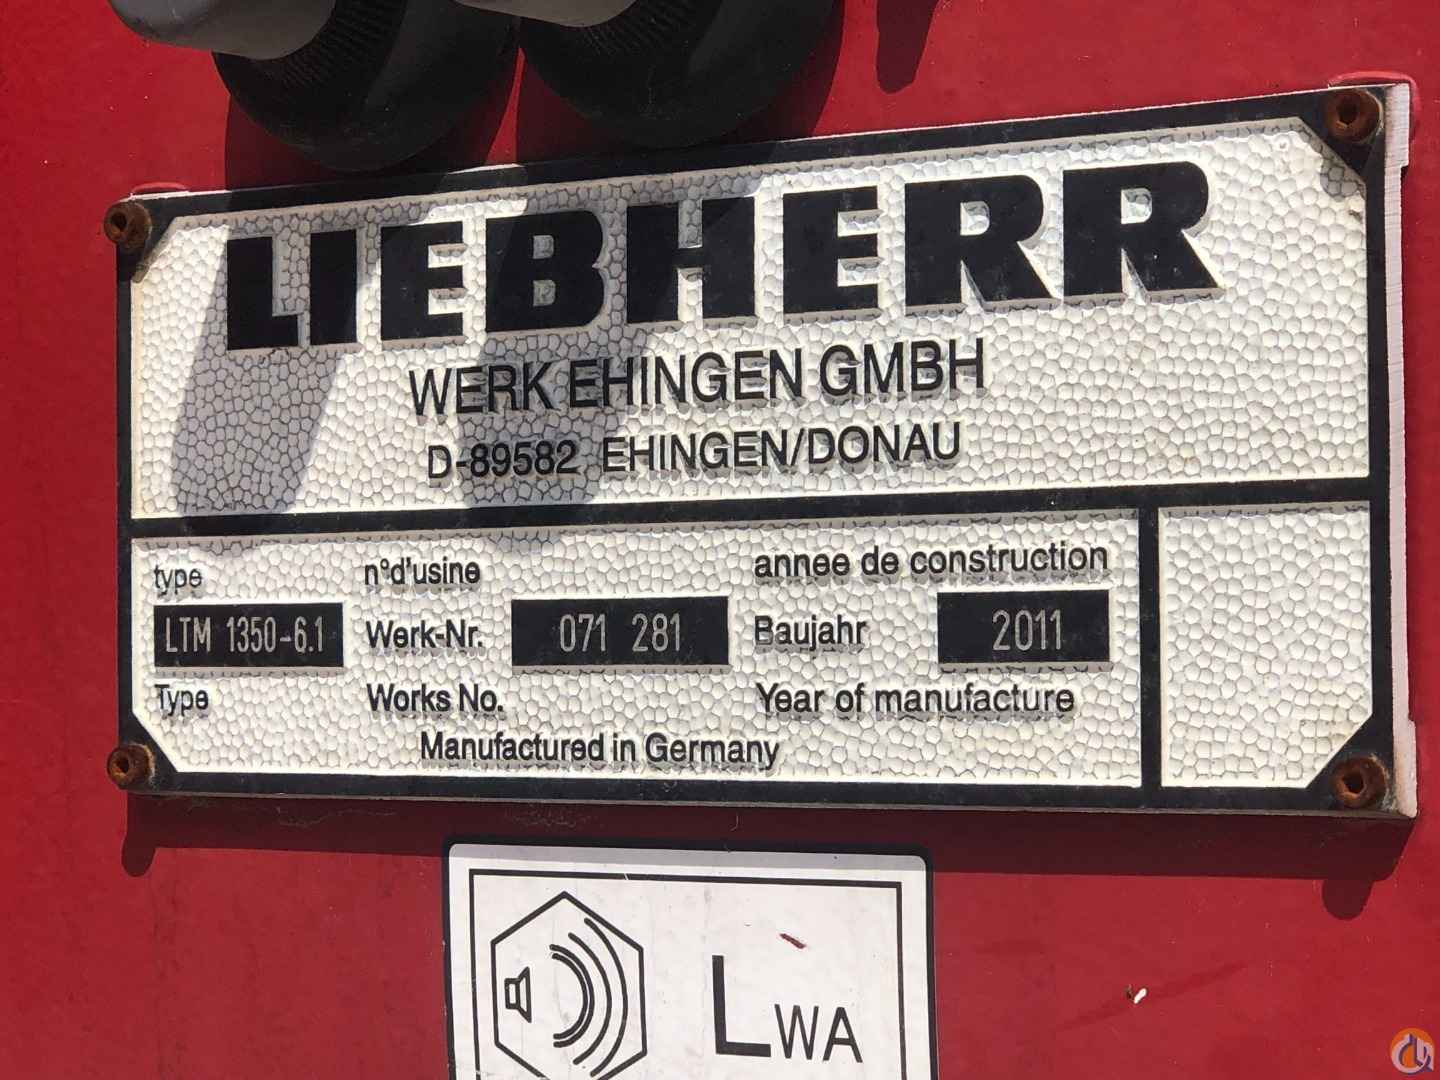 LIEBHERR
WERK EHINGEN GMBH
D-89582 EHINGEN/DONAU
type n°d'usine annee de construction
LTM 1350-6.1 Werk-Nr. 071 281 Baujahr 2011
Type Works No. Year of manufacture
Manufactured in Germany
LWA